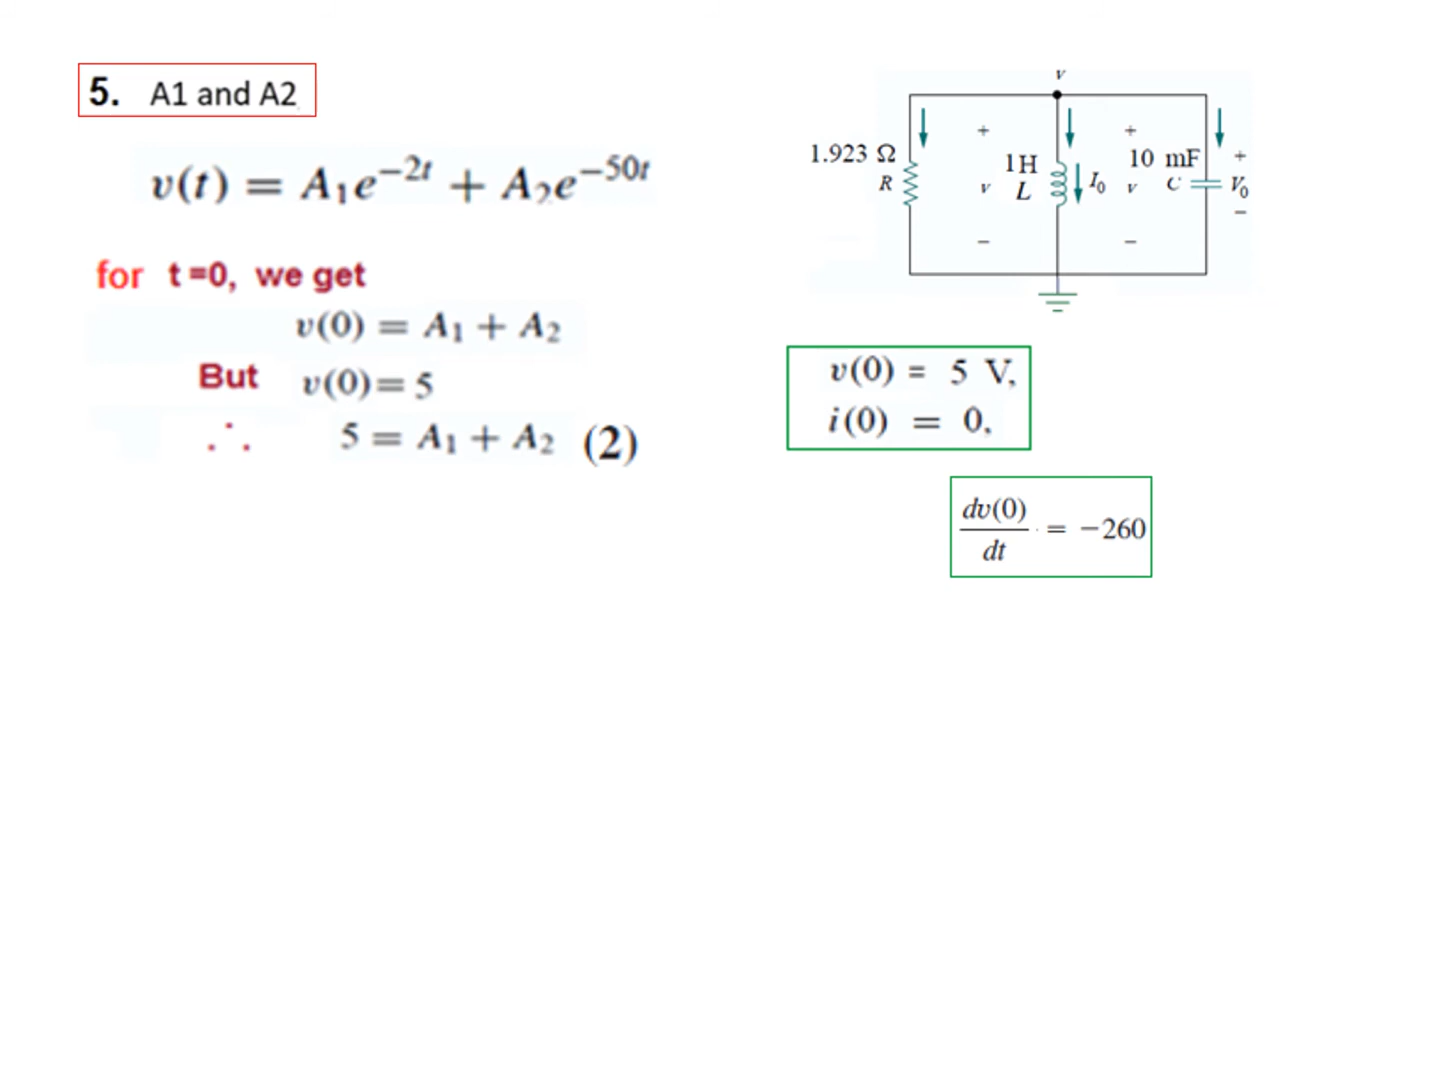 5. A1 and A2
v(t) = A₁e⁻²ᵗ + A₂e⁻⁵⁰ᵗ
for t=0, we get
v(0) = A₁ + A₂
But v(0)= 5
∴ 5 = A₁ + A₂ (2)
v
1.923 Ω
R
+
v
−
1H
L
I₀
+
v
−
10 mF
C
+
V₀
−
v(0) = 5 V,
i(0) = 0,
dv(0)
dt
= −260